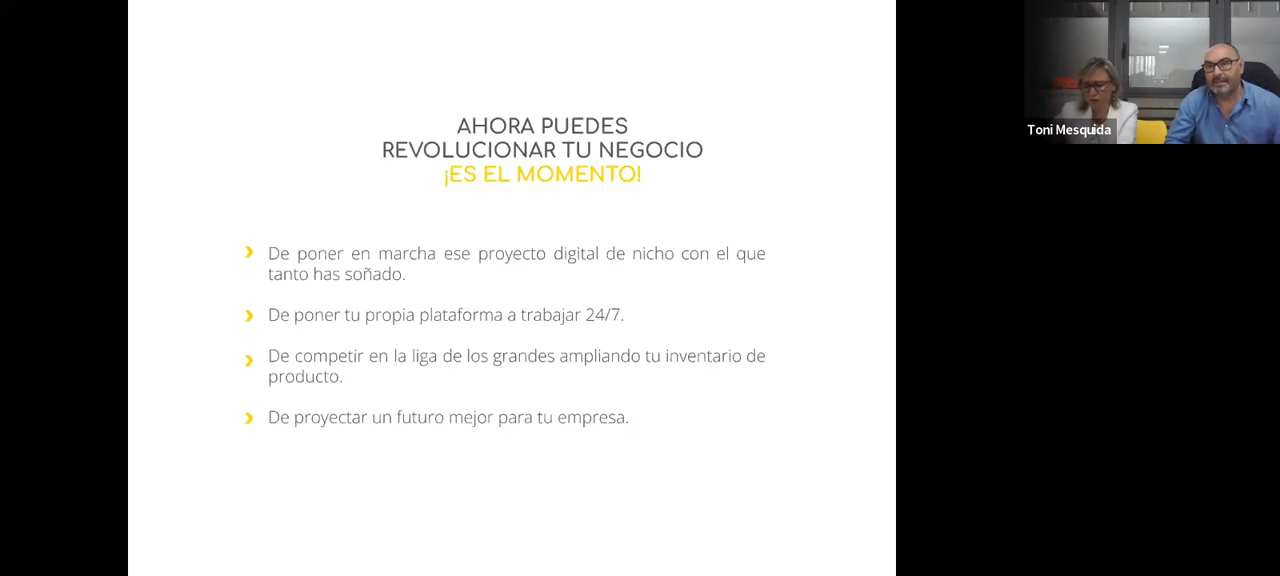 AHORA PUEDES
REVOLUCIONAR TU NEGOCIO
¡ES EL MOMENTO!
De poner en marcha ese proyecto digital de nicho con el que
tanto has soñado.
De poner tu propia plataforma a trabajar 24/7.
De competir en la liga de los grandes ampliando tu inventario de
producto.
De proyectar un futuro mejor para tu empresa.
Toni Mesquida